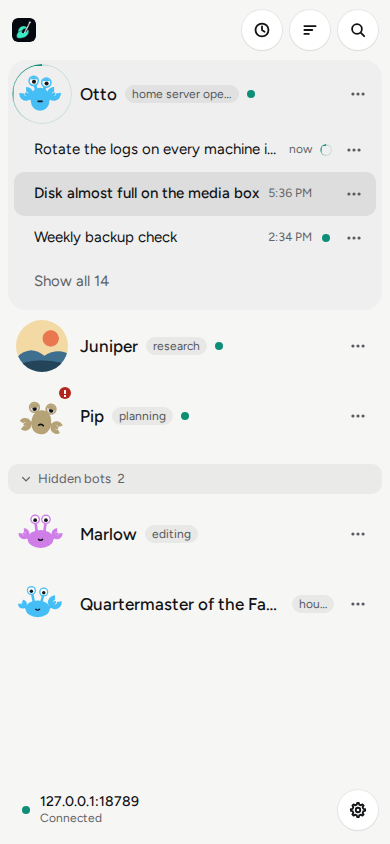 Otto home server ope...
Rotate the logs on every machine i... now
Disk almost full on the media box 5:36 PM
Weekly backup check 2:34 PM
Show all 14
Juniper research
Pip planning
Hidden bots 2
Marlow editing
Quartermaster of the Fa... hou...
127.0.0.1:18789
Connected